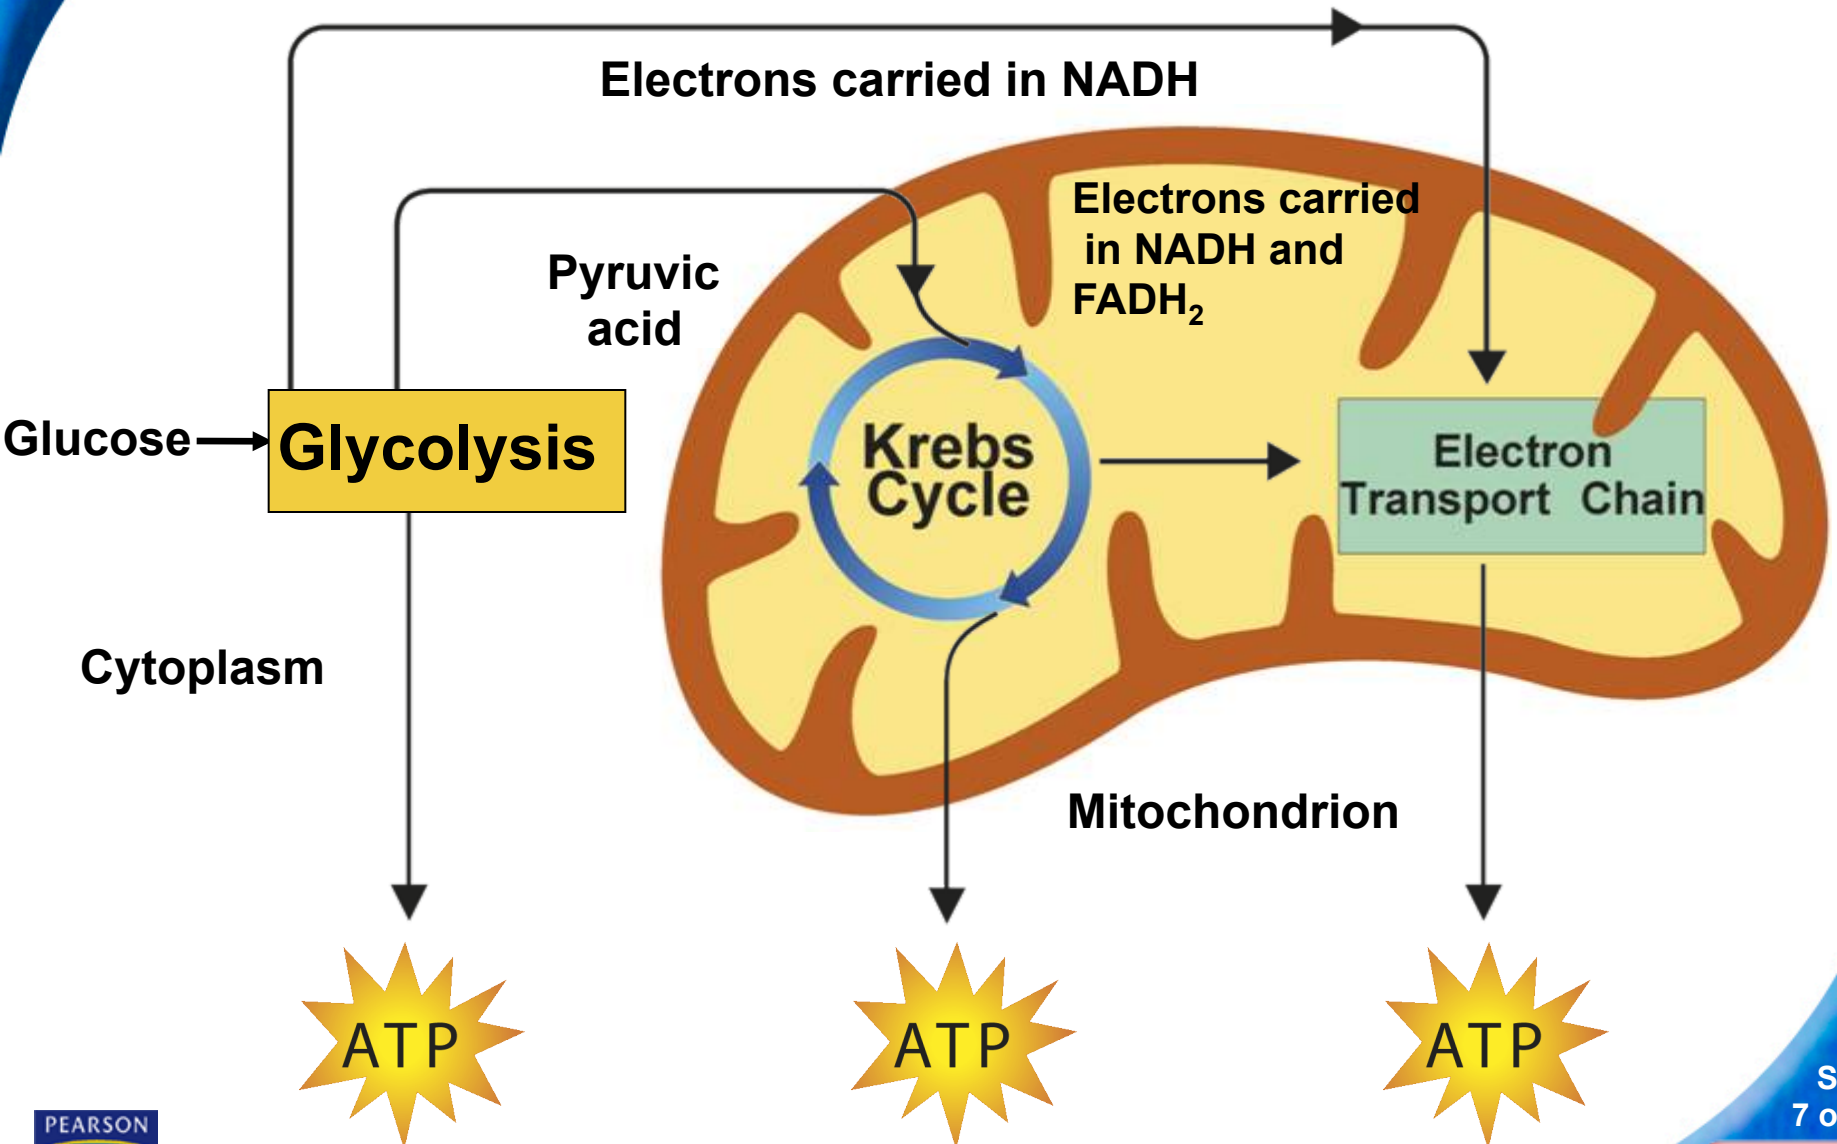 Electrons carried in NADH
Electrons carried
in NADH and
FADH₂
Pyruvic
acid
Glucose
Glycolysis
Krebs
Cycle
Electron
Transport Chain
Cytoplasm
Mitochondrion
ATP
ATP
ATP
PEARSON